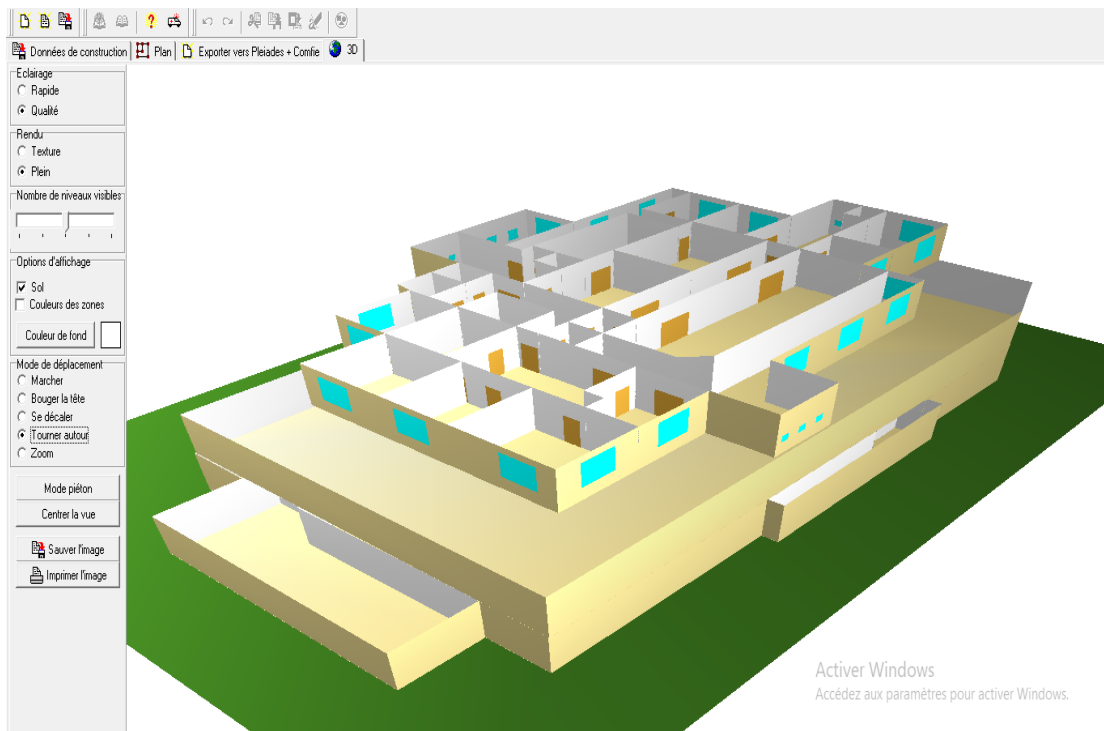 Données de construction Plan Exporter vers Pleiades + Comfie 3D
Eclairage
Rapide
Qualité
Rendu
Texture
Plein
Nombre de niveaux visibles
Options d'affichage
Sol
Couleurs des zones
Couleur de fond
Mode de déplacement
Marcher
Bouger la tête
Se décaler
Tourner autour
Zoom
Mode piéton
Centrer la vue
Sauver l'image
Imprimer l'image
Activer Windows
Accédez aux paramètres pour activer Windows.